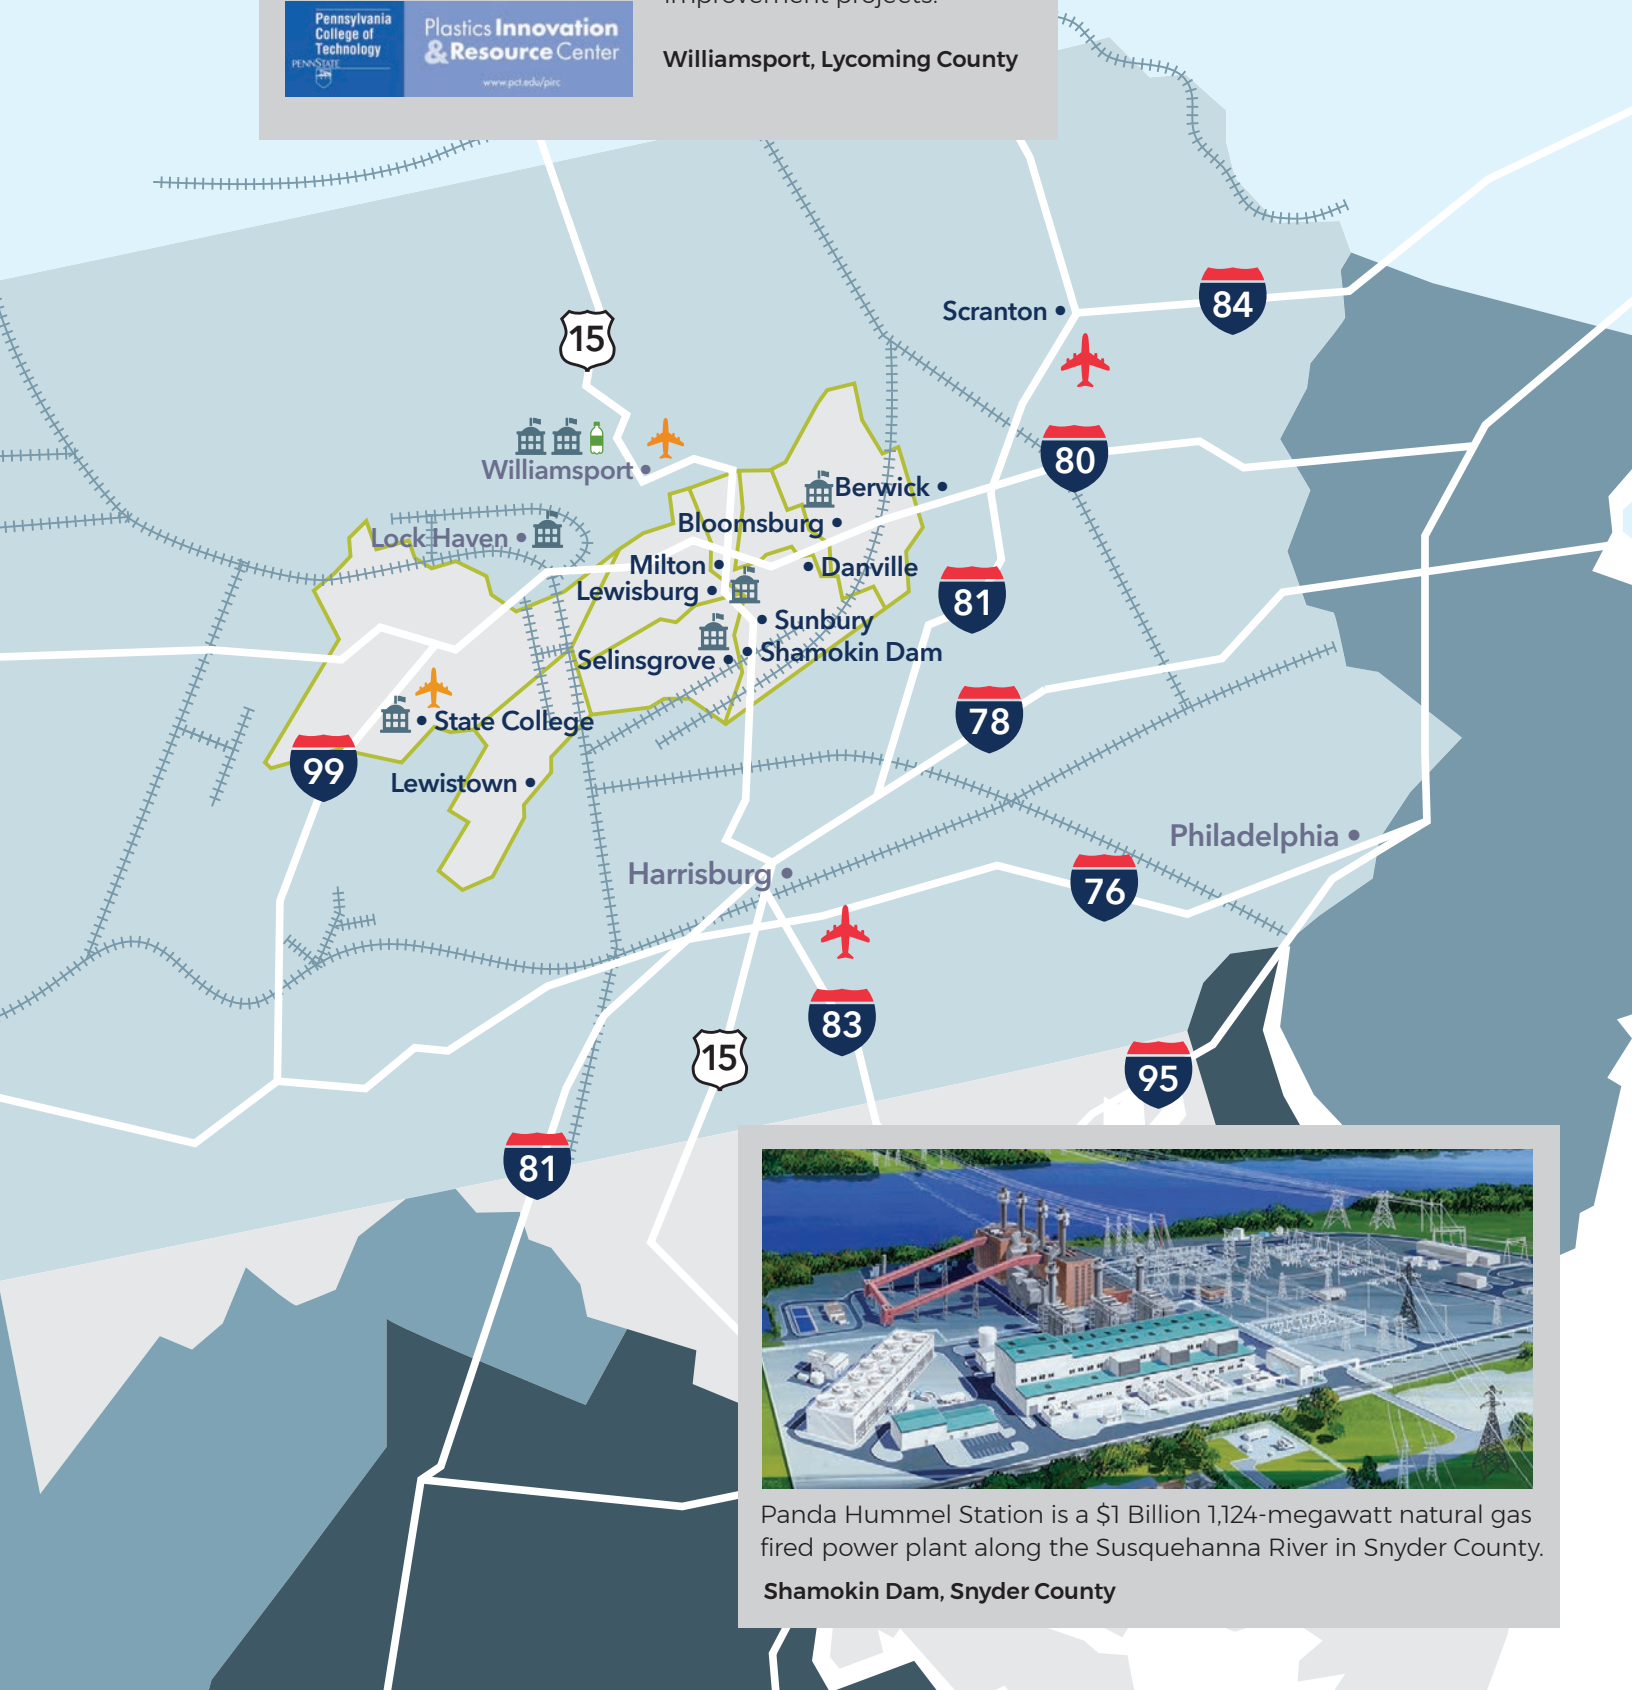 improvement projects.
Pennsylvania
College of
Technology
PENNSTATE
Plastics Innovation
& Resource Center
www.pct.edu/pirc
Williamsport, Lycoming County
Scranton
84
15
80
Williamsport
Berwick
Bloomsburg
Lock Haven
Milton
Danville
Lewisburg
81
Sunbury
Selinsgrove
Shamokin Dam
78
State College
99
Lewistown
Philadelphia
Harrisburg
76
83
15
95
81
Panda Hummel Station is a $1 Billion 1,124-megawatt natural gas
fired power plant along the Susquehanna River in Snyder County.
Shamokin Dam, Snyder County